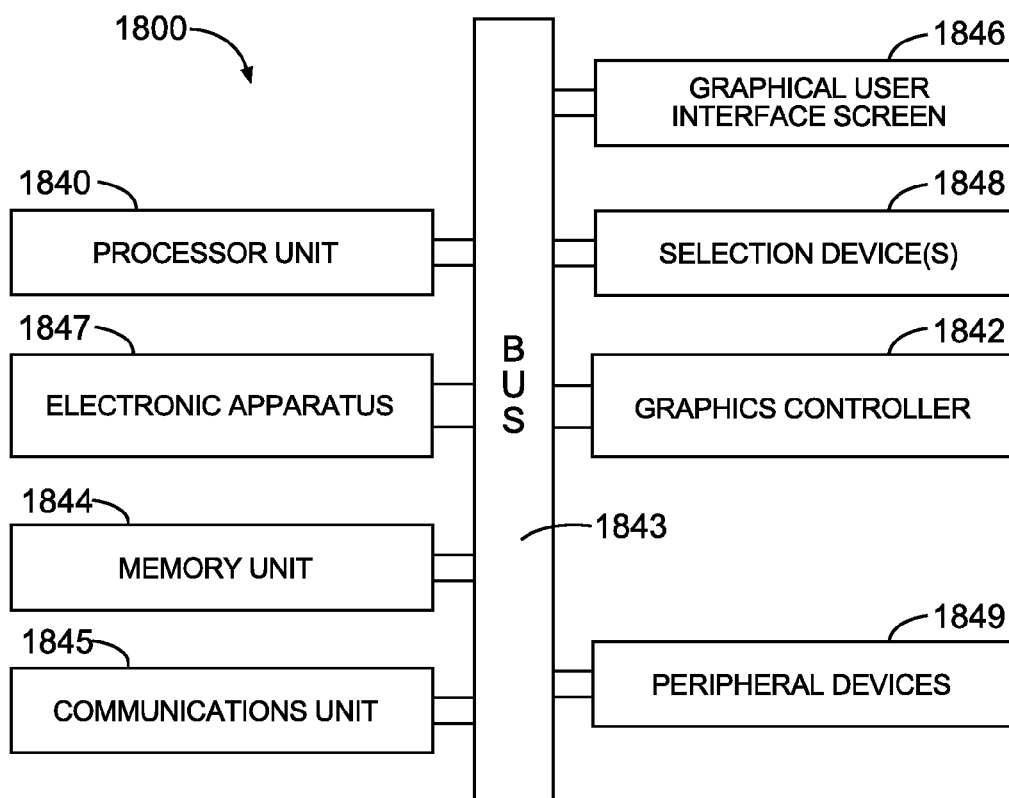 1800
1846
GRAPHICAL USER
INTERFACE SCREEN
1840
PROCESSOR UNIT
1848
SELECTION DEVICE(S)
1847
ELECTRONIC APPARATUS
BUS
1842
GRAPHICS CONTROLLER
1844
MEMORY UNIT
1843
1845
COMMUNICATIONS UNIT
1849
PERIPHERAL DEVICES